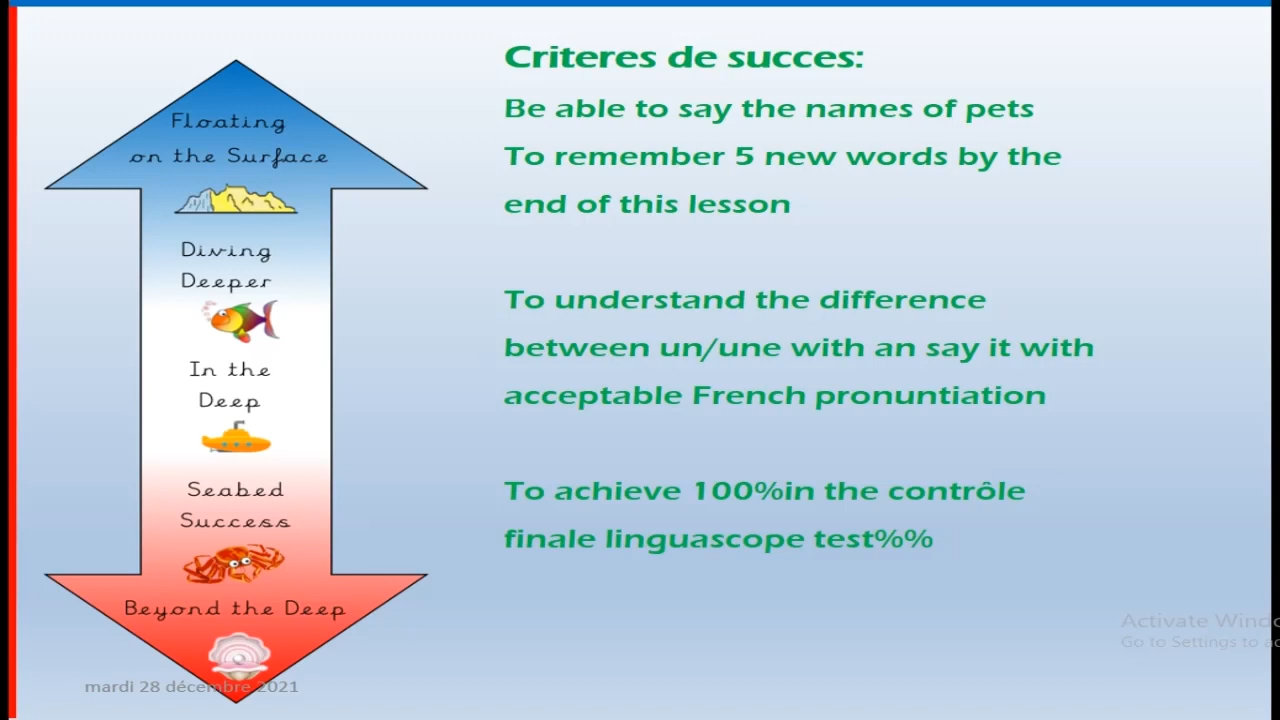 Floating
on the Surface
Diving
Deeper
In the
Deep
Seabed
Success
Beyond the Deep
mardi 28 décembre 2021
Criteres de succes:
Be able to say the names of pets
To remember 5 new words by the
end of this lesson
To understand the difference
between un/une with an say it with
acceptable French pronuntiation
To achieve 100%in the contrôle
finale linguascope test%%
Activate Windo
Go to Settings to ac